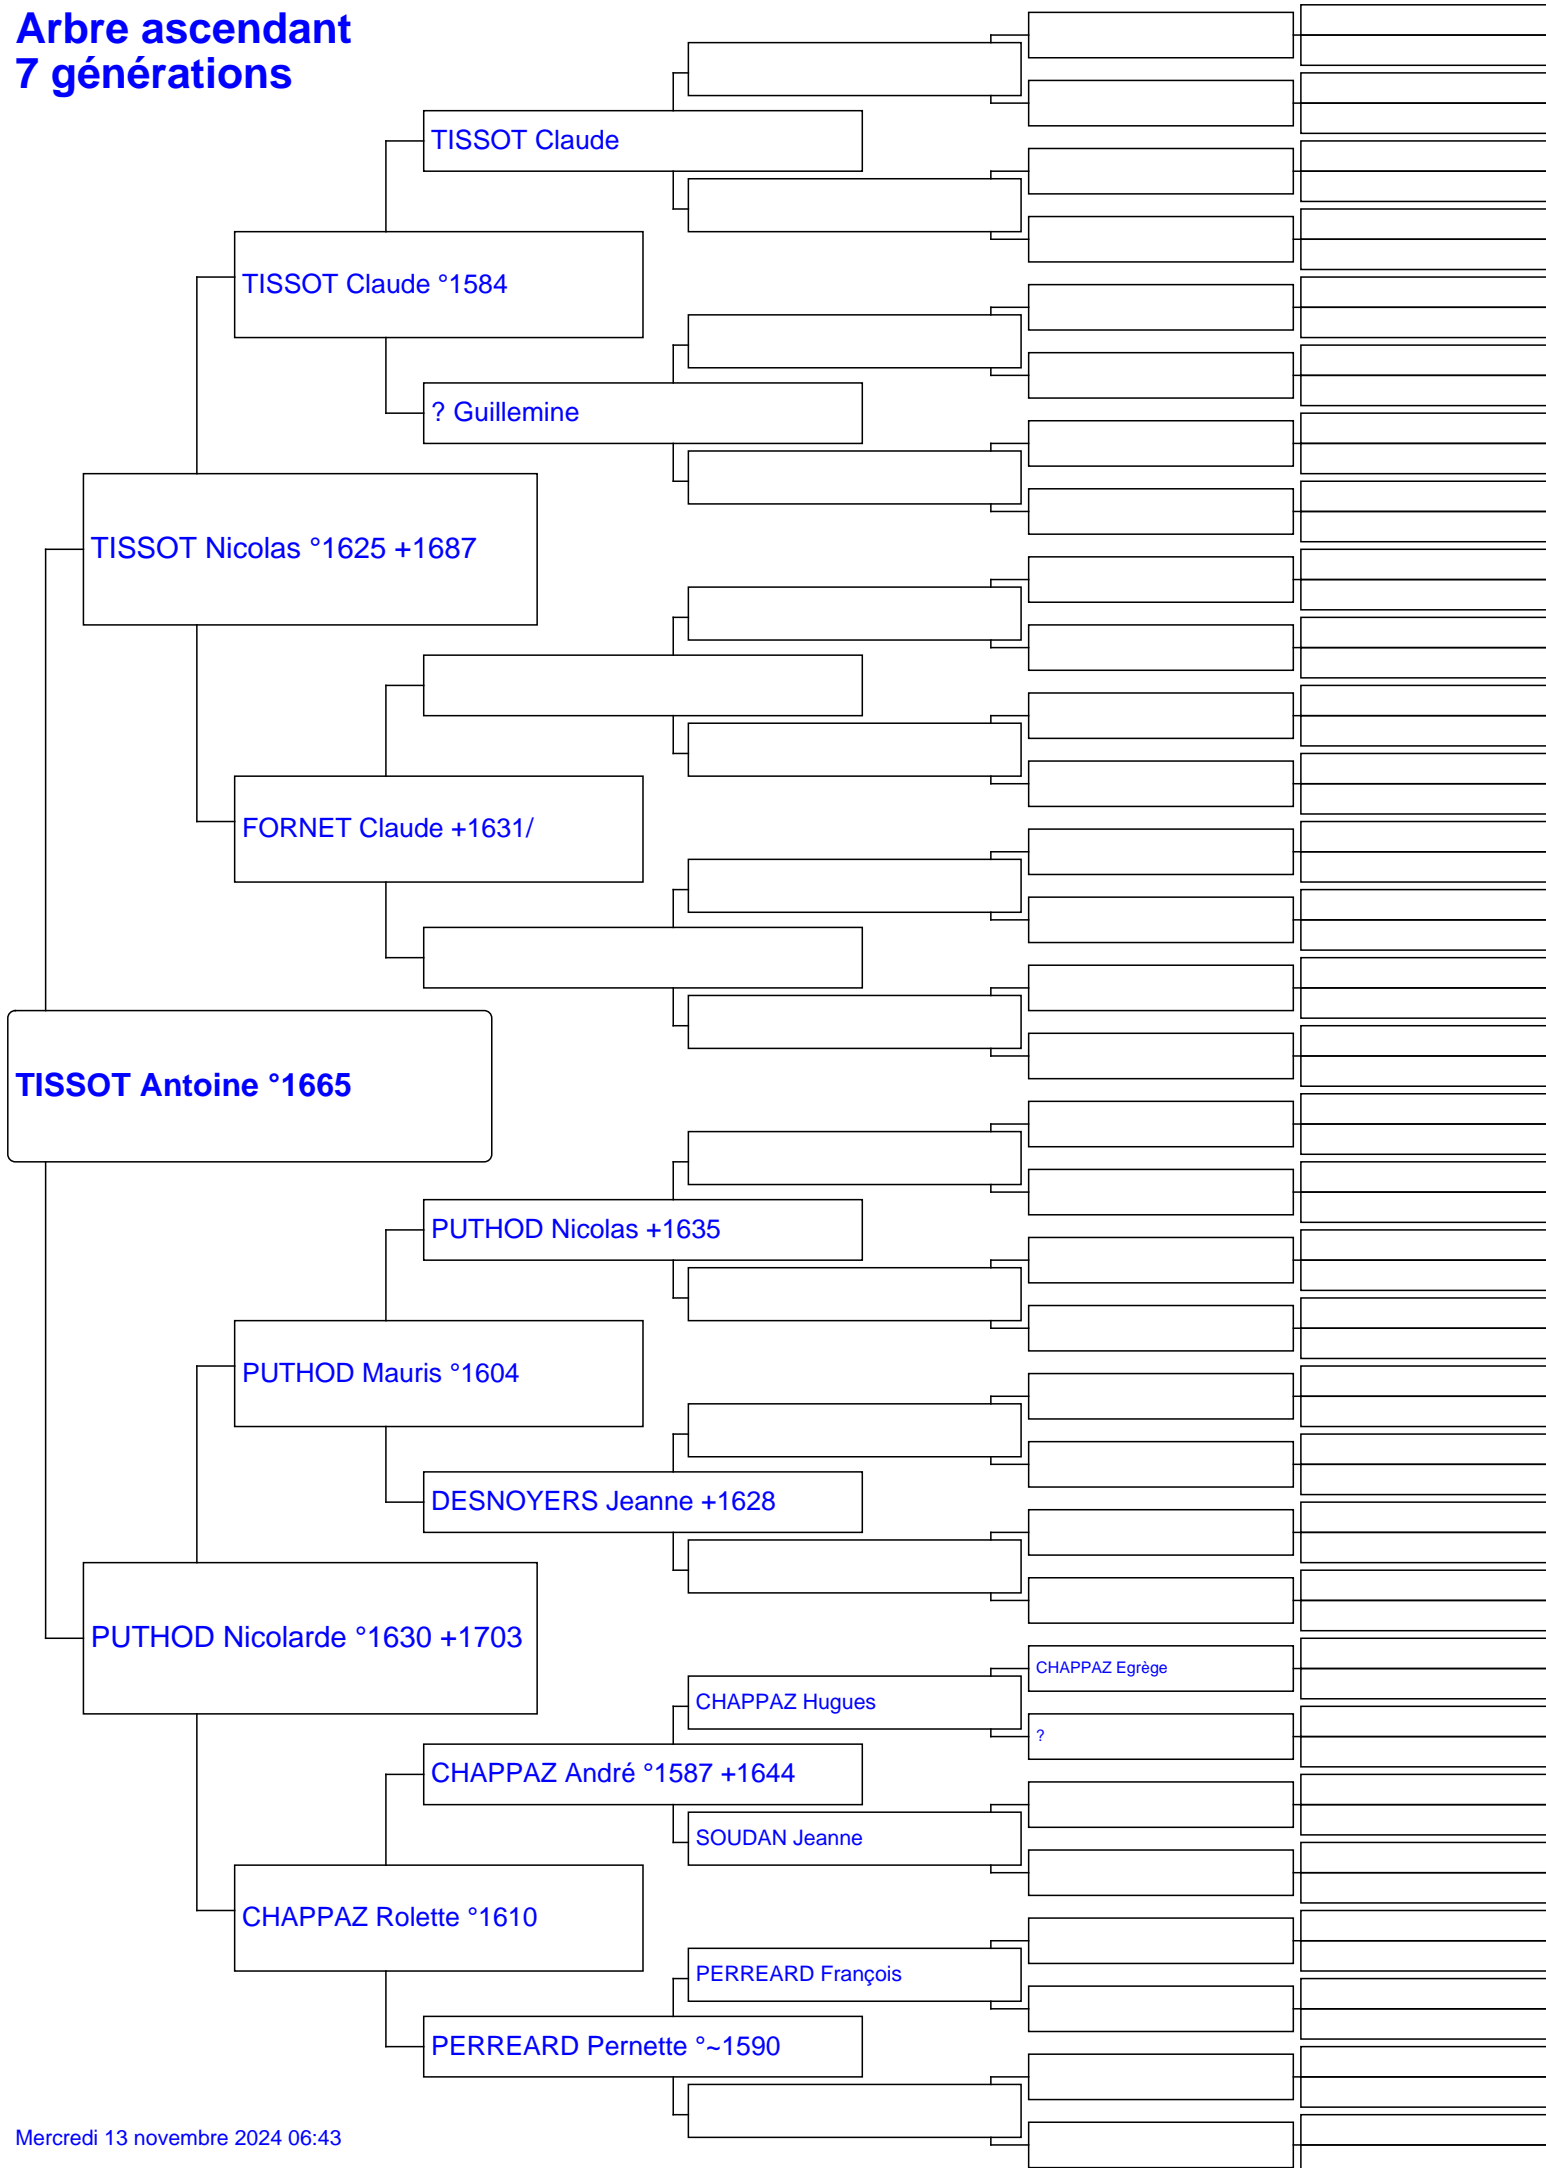 Arbre ascendant
7 générations
TISSOT Claude
TISSOT Claude °1584
? Guillemine
TISSOT Nicolas °1625 +1687
FORNET Claude +1631/
TISSOT Antoine °1665
PUTHOD Nicolas +1635
PUTHOD Mauris °1604
DESNOYERS Jeanne +1628
PUTHOD Nicolarde °1630 +1703
CHAPPAZ Egrège
CHAPPAZ Hugues
?
CHAPPAZ André °1587 +1644
SOUDAN Jeanne
CHAPPAZ Rolette °1610
PERREARD François
PERREARD Pernette °~1590
Mercredi 13 novembre 2024 06:43